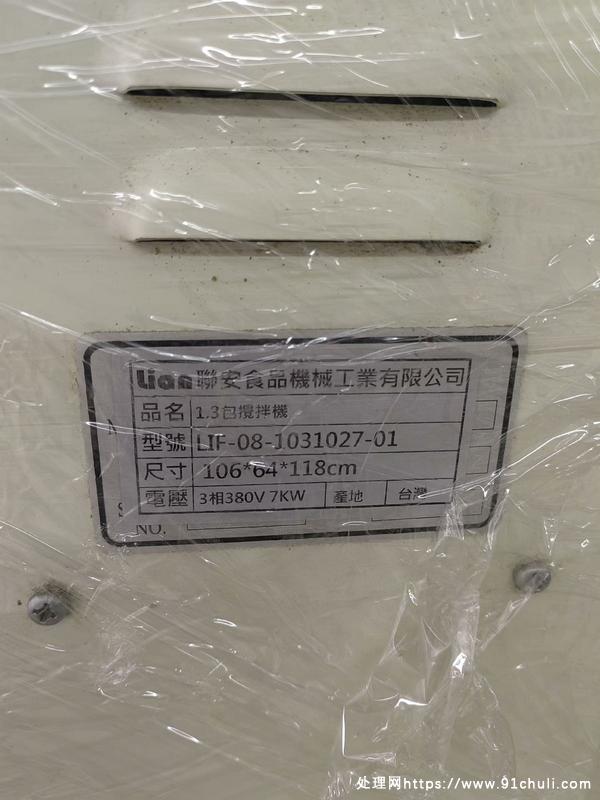 Lian 聯安食品機械工業有限公司
品名 1.3包攪拌機
型號 LIF-08-1031027-01
尺寸 106*64*118cm
電壓 3相380V 7KW 產地 台灣
NO.
处理网https://www.91chuli.com